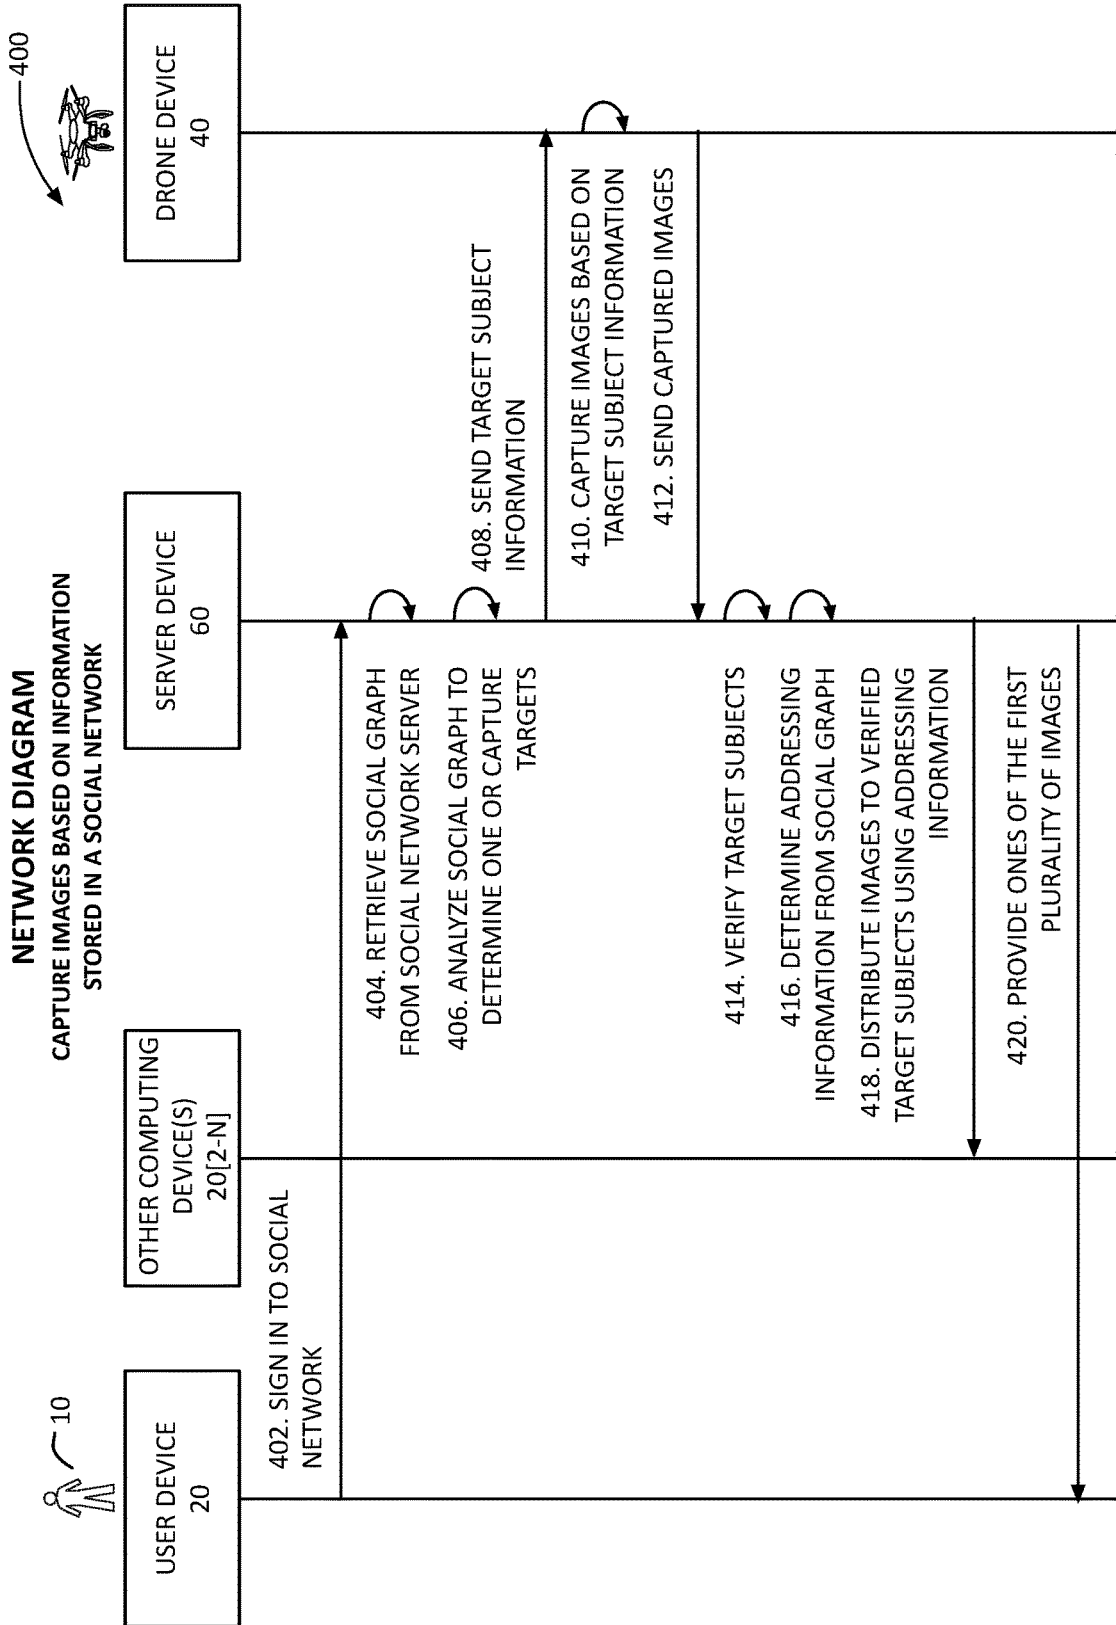 NETWORK DIAGRAM
CAPTURE IMAGES BASED ON INFORMATION
STORED IN A SOCIAL NETWORK
400
10
USER DEVICE
20
OTHER COMPUTING
DEVICE(S)
20[2-N]
SERVER DEVICE
60
DRONE DEVICE
40
402. SIGN IN TO SOCIAL
NETWORK
404. RETRIEVE SOCIAL GRAPH
FROM SOCIAL NETWORK SERVER
406. ANALYZE SOCIAL GRAPH TO
DETERMINE ONE OR CAPTURE
TARGETS
408. SEND TARGET SUBJECT
INFORMATION
410. CAPTURE IMAGES BASED ON
TARGET SUBJECT INFORMATION
412. SEND CAPTURED IMAGES
414. VERIFY TARGET SUBJECTS
416. DETERMINE ADDRESSING
INFORMATION FROM SOCIAL GRAPH
418. DISTRIBUTE IMAGES TO VERIFIED
TARGET SUBJECTS USING ADDRESSING
INFORMATION
420. PROVIDE ONES OF THE FIRST
PLURALITY OF IMAGES